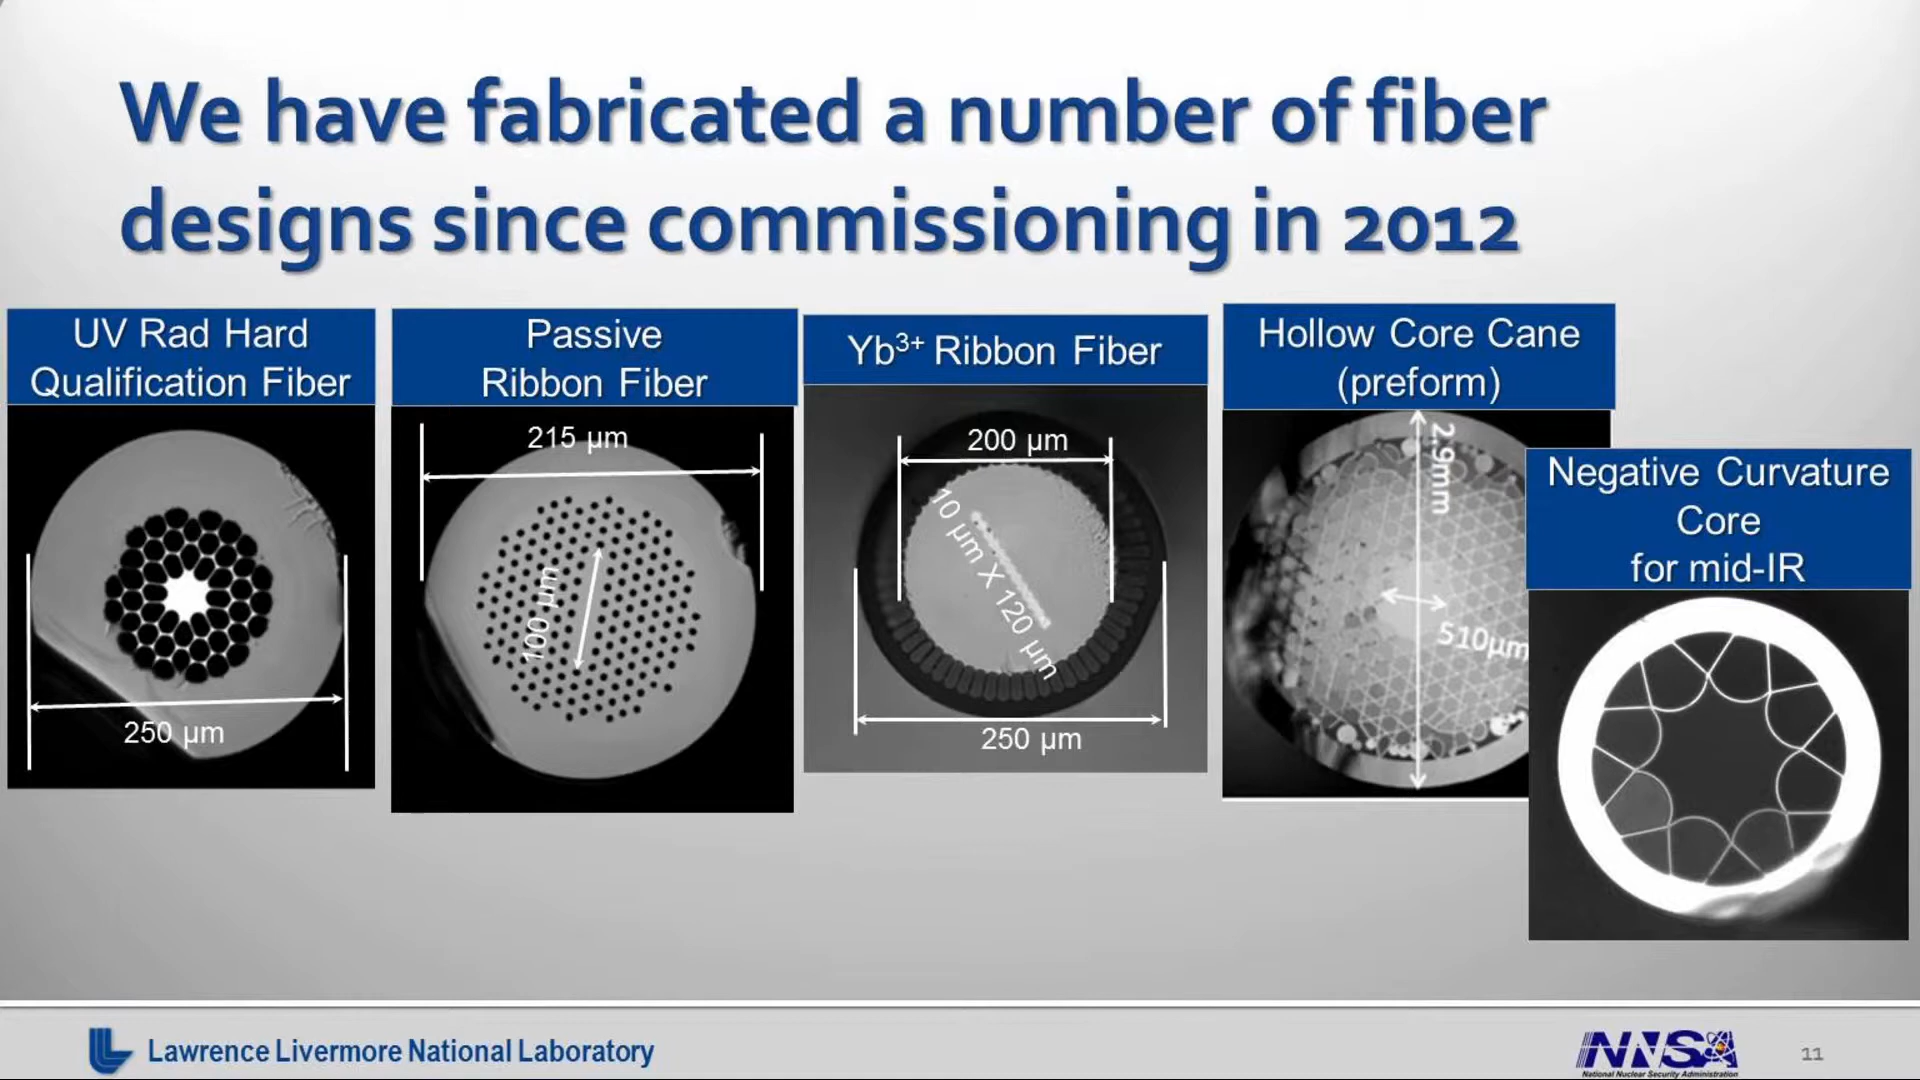 We have fabricated a number of fiber
designs since commissioning in 2012
UV Rad Hard
Qualification Fiber
250 µm
Passive
Ribbon Fiber
215 µm
100 µm
Yb³⁺ Ribbon Fiber
200 µm
10 µm X 120 µm
250 µm
Hollow Core Cane
(preform)
2.9mm
510µm
Negative Curvature
Core
for mid-IR
Lawrence Livermore National Laboratory
NNSA
National Nuclear Security Administration
11